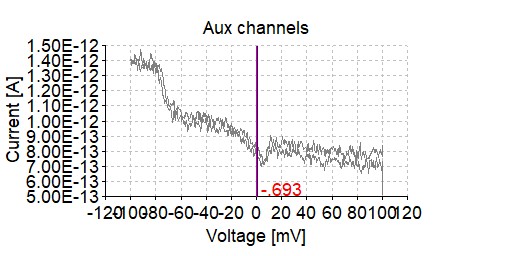 Aux channels
1.50E-12
1.40E-12
1.30E-12
1.20E-12
1.10E-12
1.00E-12
9.00E-13
8.00E-13
7.00E-13
6.00E-13
5.00E-13
Current [A]
-.693
-120-100-80-60-40-20 0 20 40 60 80 100 120
Voltage [mV]